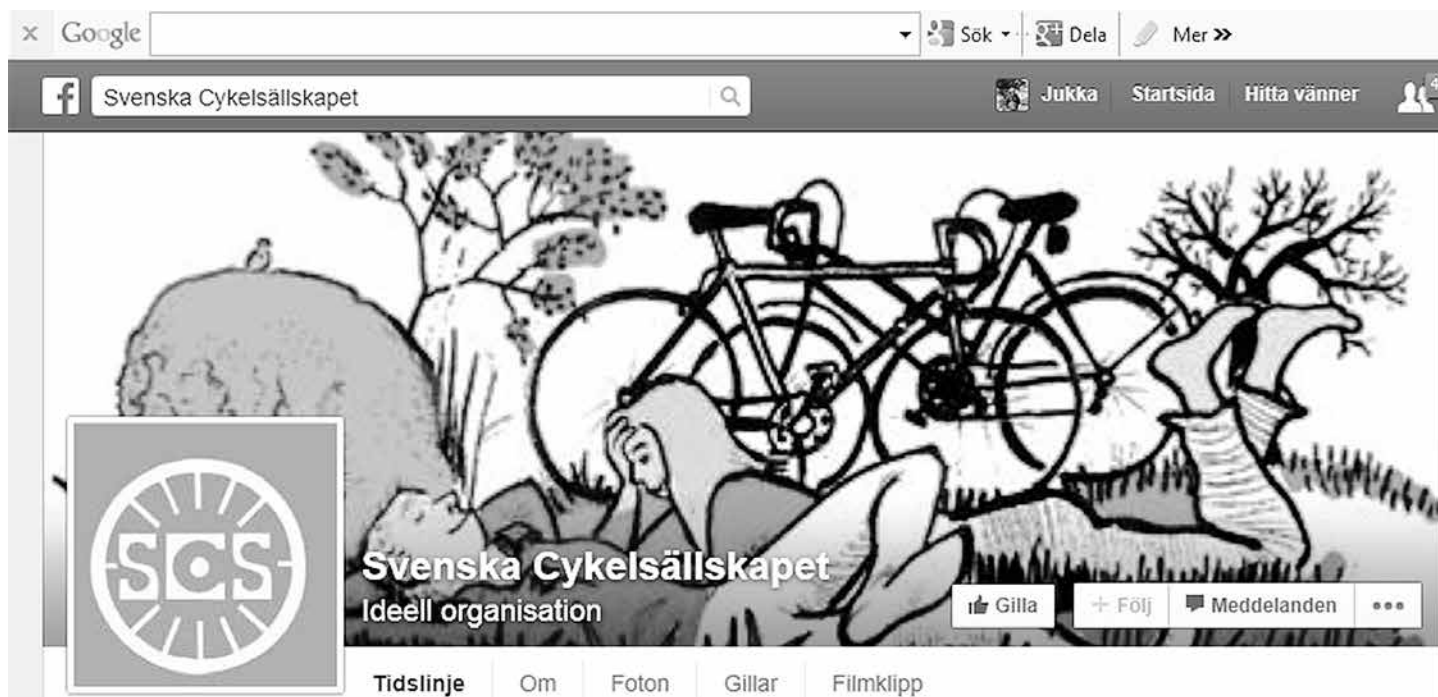 × Google Sök Dela Mer »
f Svenska Cykelsällskapet Jukka Startsida Hitta vänner 4
SCS
Svenska Cykelsällskapet
Ideell organisation
Gilla + Följ Meddelanden
Tidslinje Om Foton Gillar Filmklipp